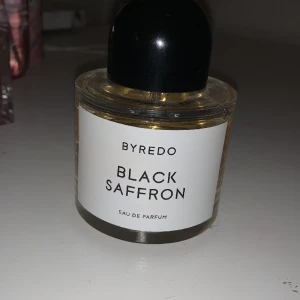 BYREDO
BLACK
SAFFRON
EAU DE PARFUM